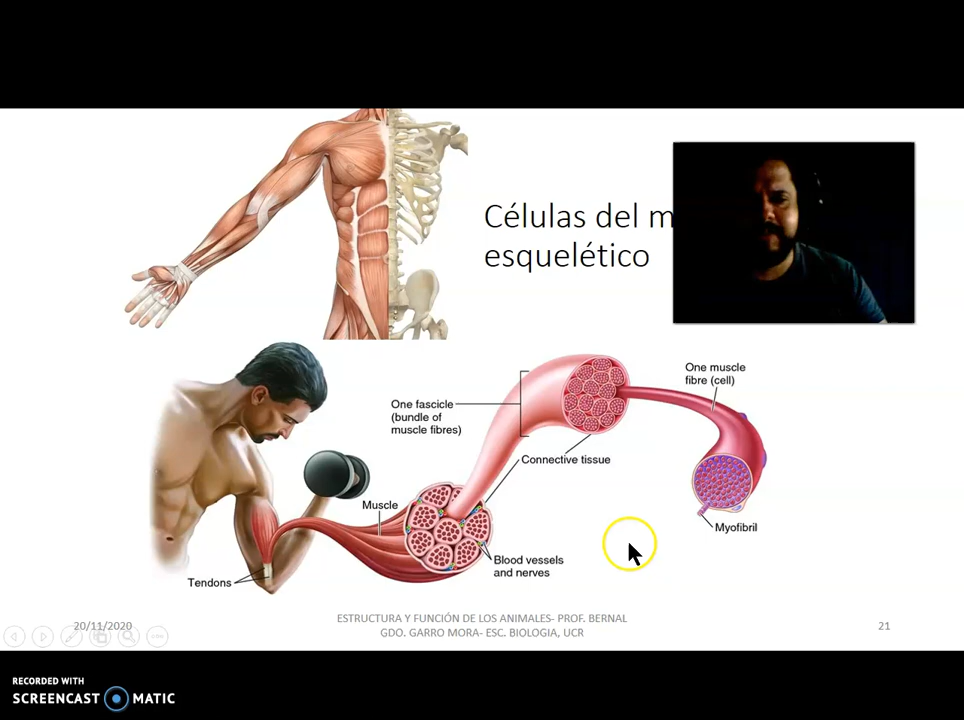 Células del m
esquelético
One muscle
fibre (cell)
One fascicle
(bundle of
muscle fibres)
Connective tissue
Muscle
Myofibril
Blood vessels
and nerves
Tendons
20/11/2020
ESTRUCTURA Y FUNCIÓN DE LOS ANIMALES- PROF. BERNAL
GDO. GARRO MORA- ESC. BIOLOGIA, UCR
21
RECORDED WITH
SCREENCAST MATIC